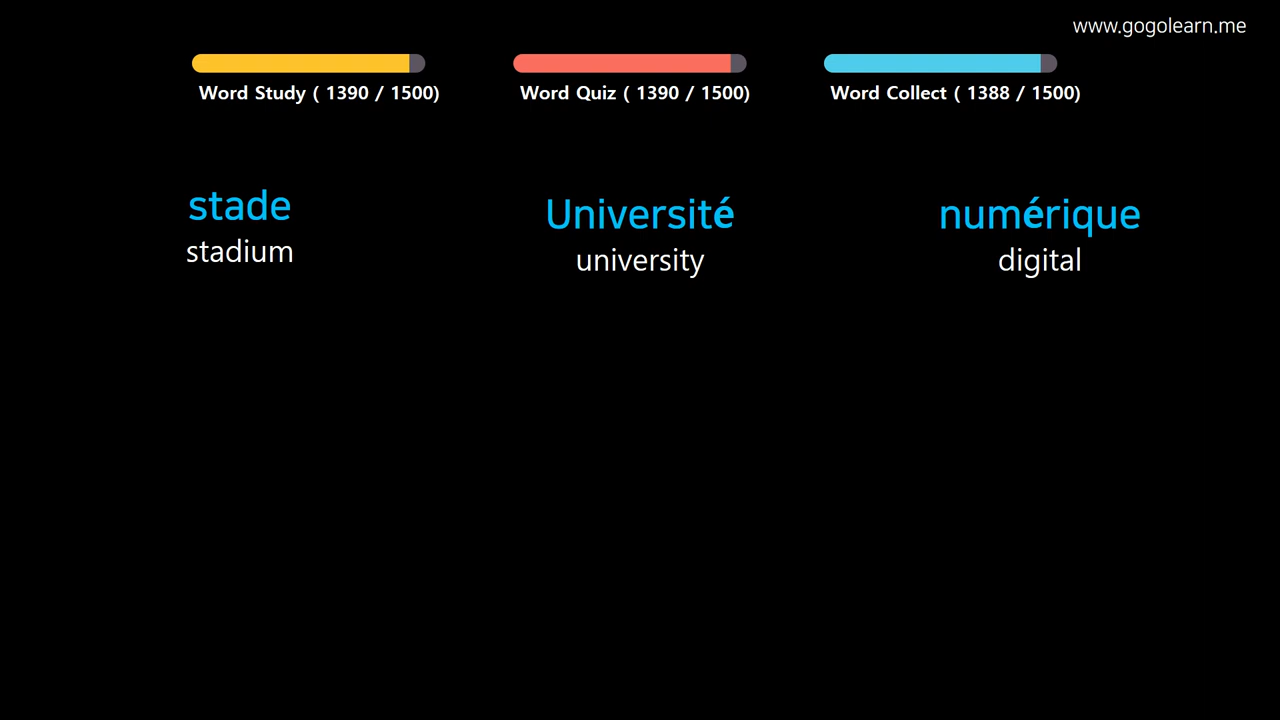 www.gogolearn.me
Word Study ( 1390 / 1500)
Word Quiz ( 1390 / 1500)
Word Collect ( 1388 / 1500)
stade
stadium
Université
university
numérique
digital